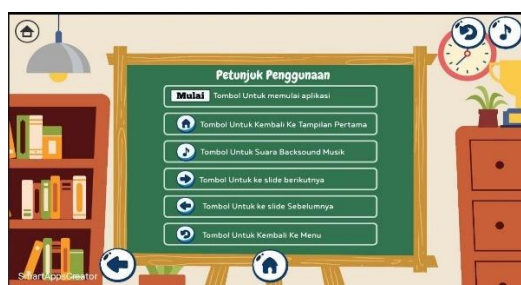 Petunjuk Penggunaan
Mulai Tombol Untuk memulai aplikasi
Tombol Untuk Kembali Ke Tampilan Pertama
Tombol Untuk Suara Backsound Musik
Tombol Untuk ke slide berikutnya
Tombol Untuk ke slide Sebelumnya
Tombol Untuk Kembali Ke Menu
SmartAppsCreator